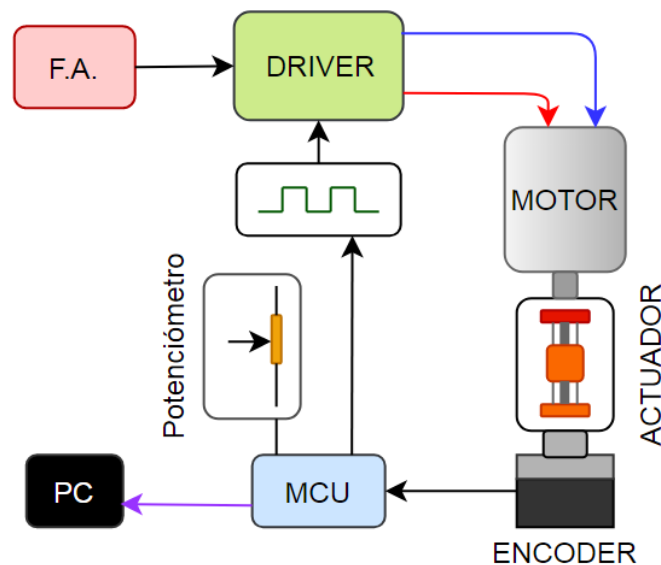 F.A.
DRIVER
MOTOR
Potenciómetro
ACTUADOR
PC
MCU
ENCODER